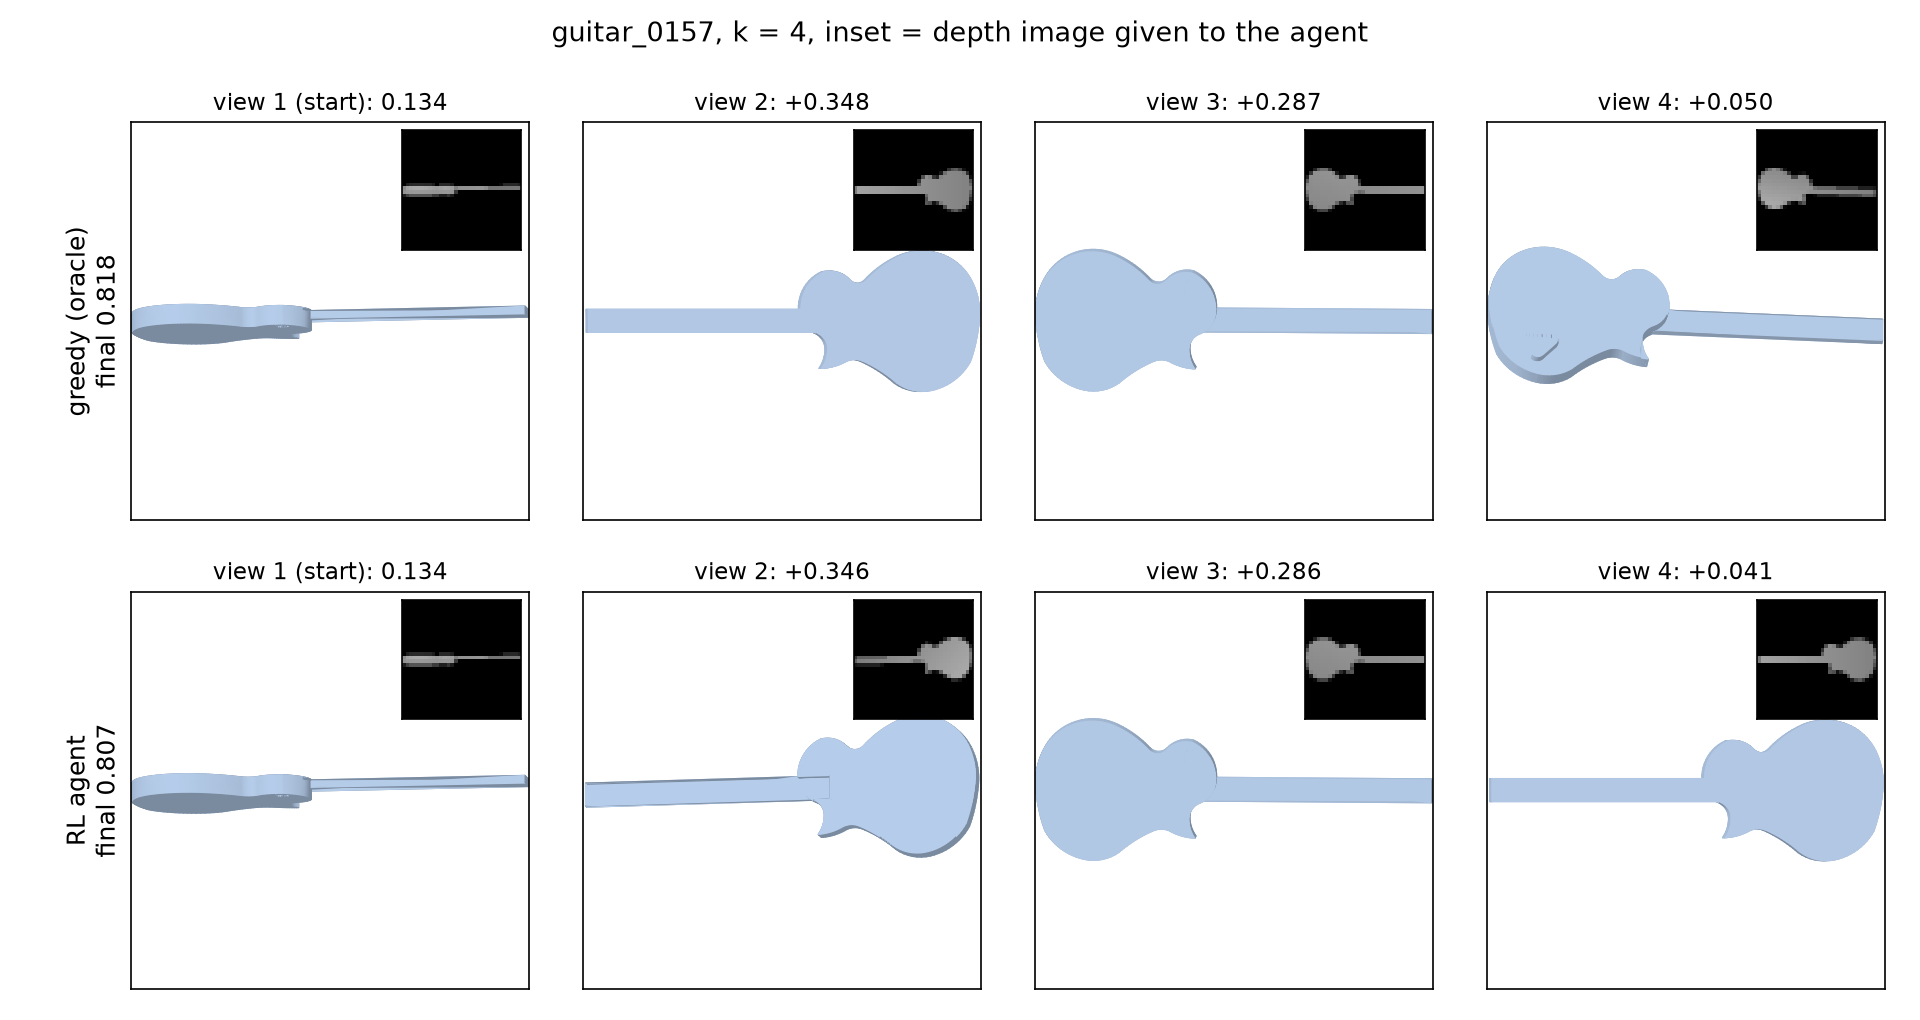 guitar_0157, k = 4, inset = depth image given to the agent
view 1 (start): 0.134
view 2: +0.348
view 3: +0.287
view 4: +0.050
greedy (oracle)
final 0.818
view 1 (start): 0.134
view 2: +0.346
view 3: +0.286
view 4: +0.041
RL agent
final 0.807